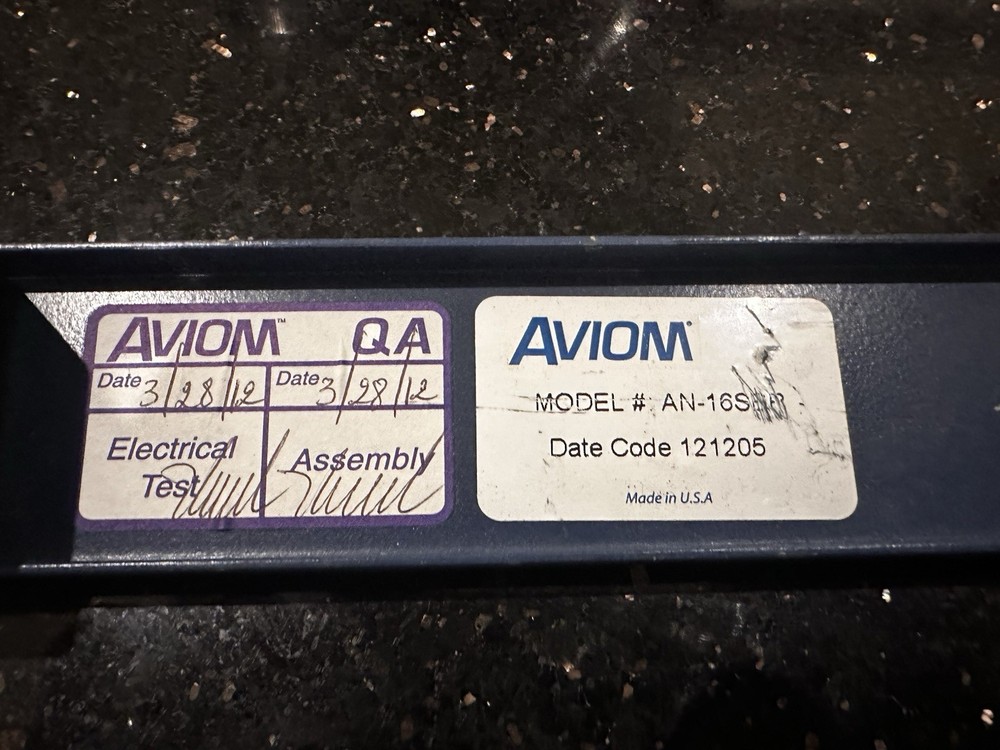 AVIOM™ QA
Date 3/28/12 Date 3/28/12
Electrical Test
Assembly
AVIOM®
MODEL #: 
Date Code 121205
Made in U.S.A